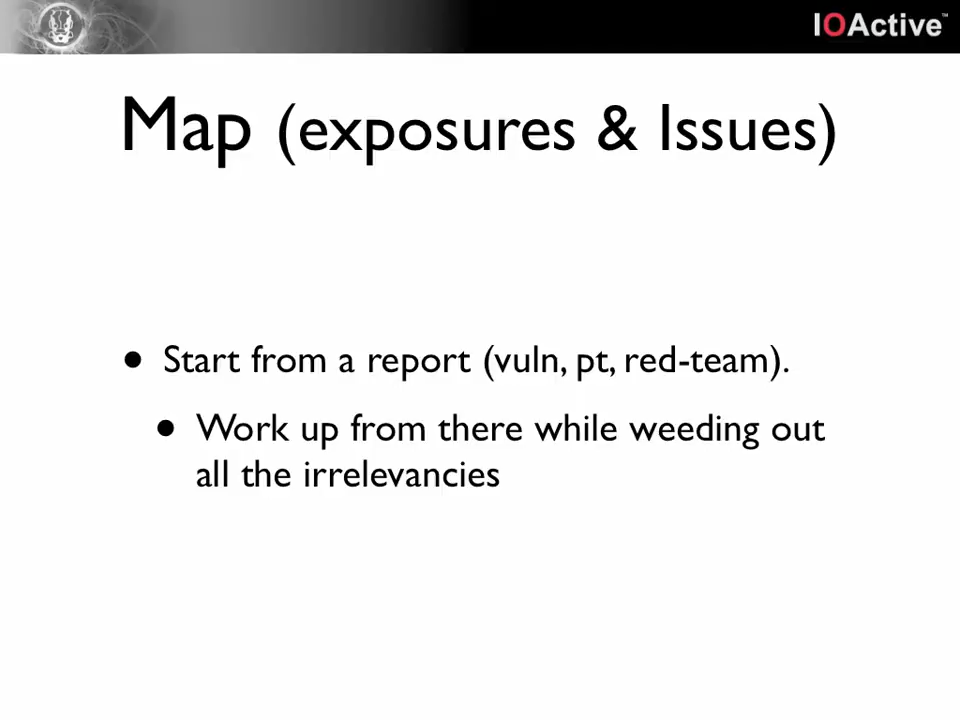 IOActive™
Map (exposures & Issues)
• Start from a report (vuln, pt, red-team).
• Work up from there while weeding out
all the irrelevancies